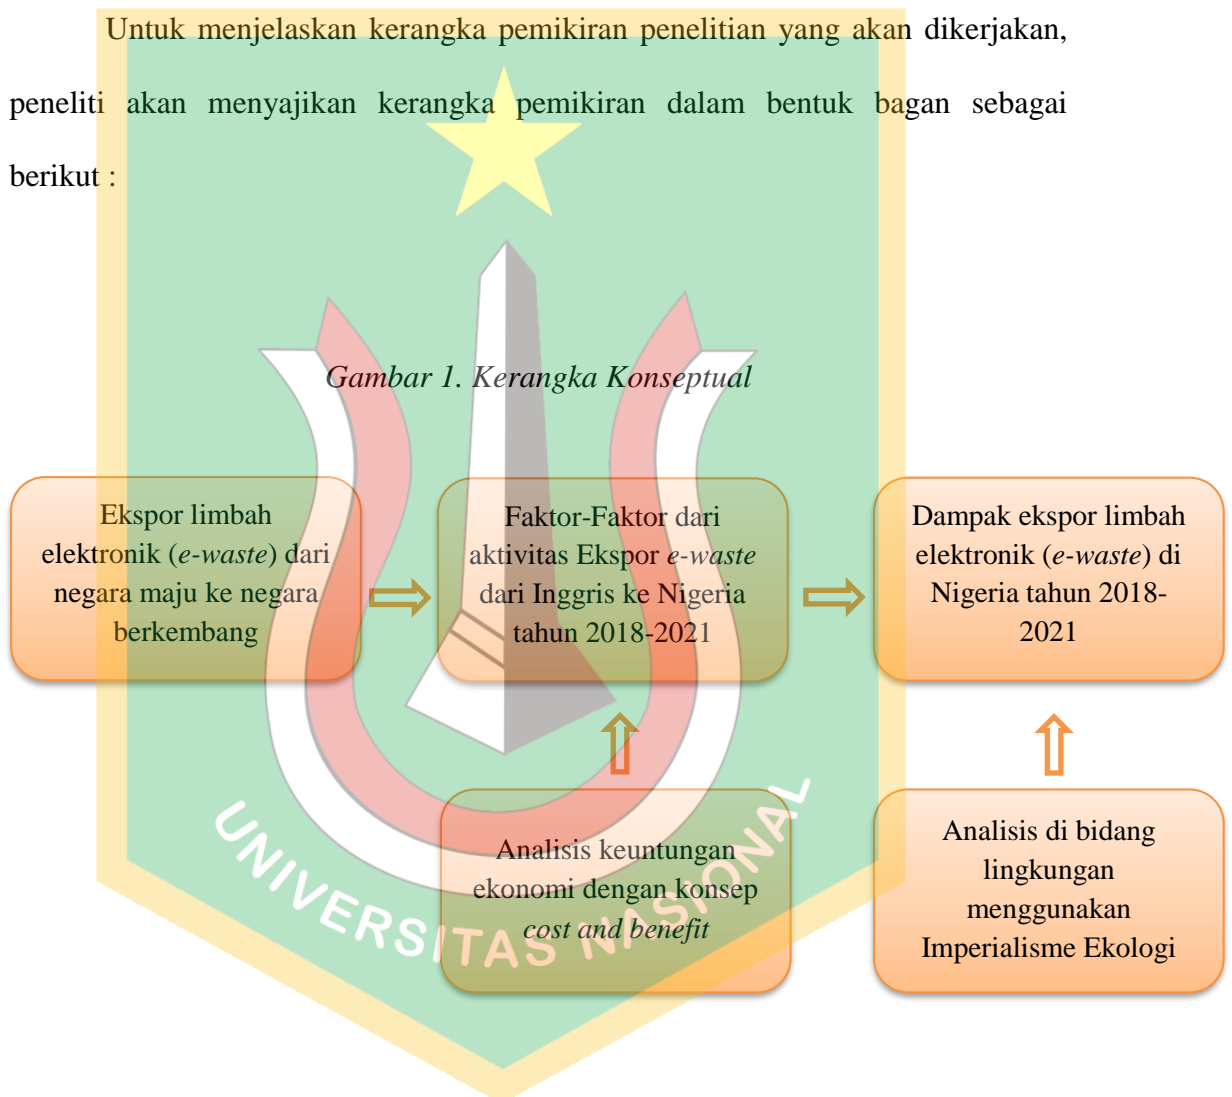 Untuk menjelaskan kerangka pemikiran penelitian yang akan dikerjakan,
peneliti akan menyajikan kerangka pemikiran dalam bentuk bagan sebagai
berikut :
Gambar 1. Kerangka Konseptual
Ekspor limbah
elektronik (e-waste) dari
negara maju ke negara
berkembang
Faktor-Faktor dari
aktivitas Ekspor e-waste
dari Inggris ke Nigeria
tahun 2018-2021
Dampak ekspor limbah
elektronik (e-waste) di
Nigeria tahun 2018-
2021
Analisis keuntungan
ekonomi dengan konsep
cost and benefit
Analisis di bidang
lingkungan
menggunakan
Imperialisme Ekologi
UNIVERSITAS NASIONAL